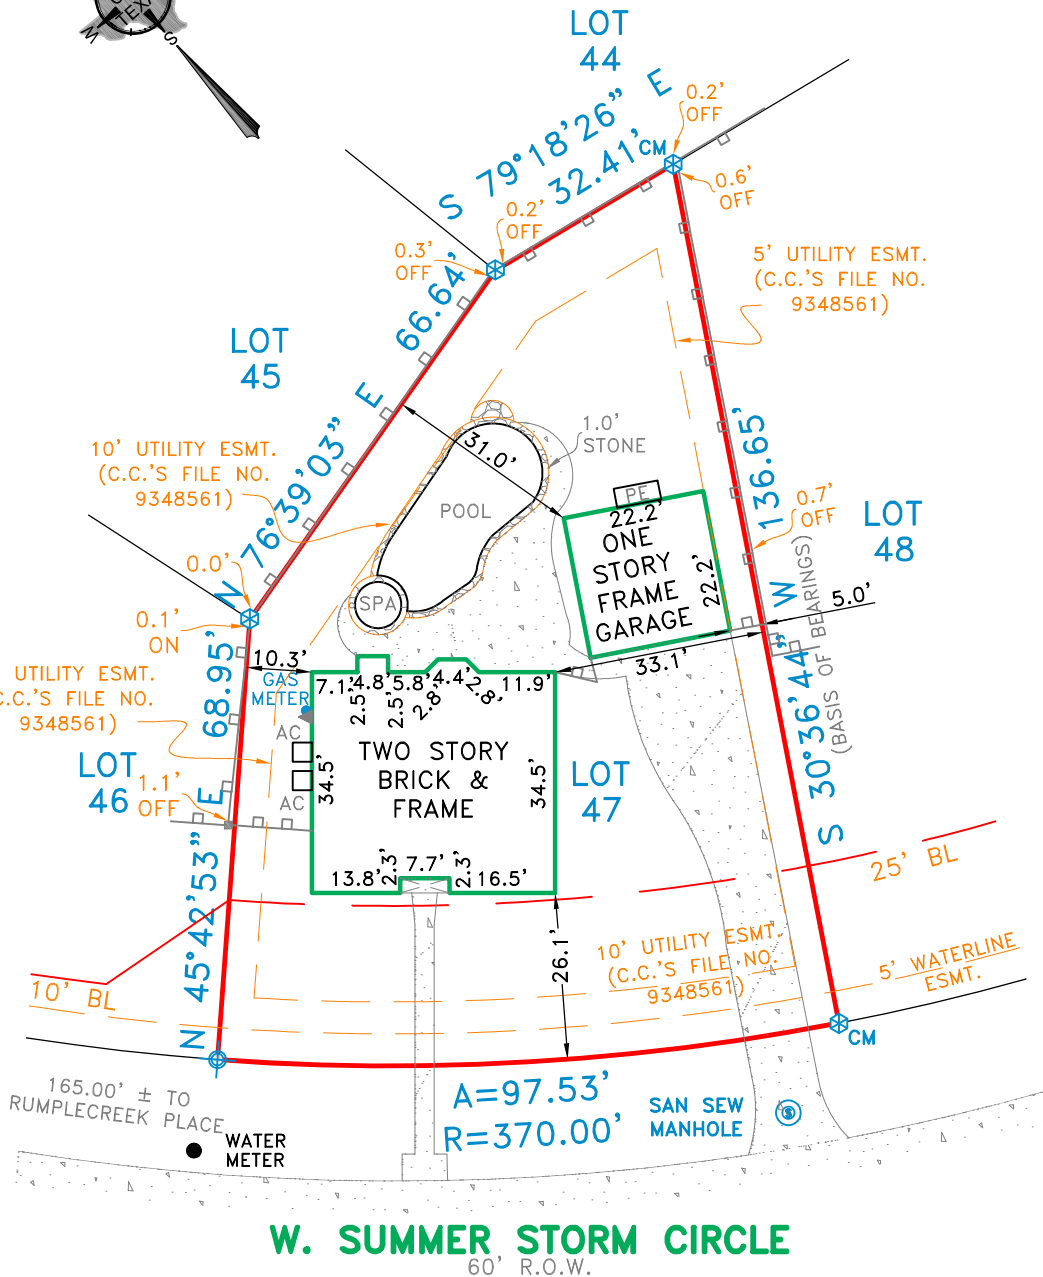 W
S
TEXA
LOT
44
S 79°18'26" E
32.41'
CM
0.2'
OFF
0.6'
OFF
0.2'
OFF
0.3'
OFF
5' UTILITY ESMT.
(C.C.'S FILE NO.
9348561)
LOT
45
N 76°39'03" E 66.64'
10' UTILITY ESMT.
(C.C.'S FILE NO.
9348561)
31.0'
1.0'
STONE
POOL
SPA
PE
22.2'
ONE
STORY
FRAME
GARAGE
22.2'
S 30°36'44" W 136.65'
(BASIS OF BEARINGS)
0.7'
OFF
LOT
48
5.0'
33.1'
0.0'
0.1'
ON
10.3'
GAS
METER
7.1'
4.8'
5.8'
4.4'
11.9'
2.5'
2.5'
2.8'
2.8'
UTILITY ESMT.
C.C.'S FILE NO.
9348561)
AC
AC
34.5'
TWO STORY
BRICK &
FRAME
34.5'
LOT
47
LOT
46
1.1'
OFF
N 45°42'53" E 68.95'
13.8'
2.3'
7.7'
2.3'
16.5'
25' BL
26.1'
10' UTILITY ESMT.
(C.C.'S FILE NO.
9348561)
5' WATERLINE
ESMT.
10' BL
CM
165.00' ± TO
RUMPLECREEK PLACE
A=97.53'
R=370.00'
SAN SEW
MANHOLE
S
WATER
METER
W. SUMMER STORM CIRCLE
60' R.O.W.